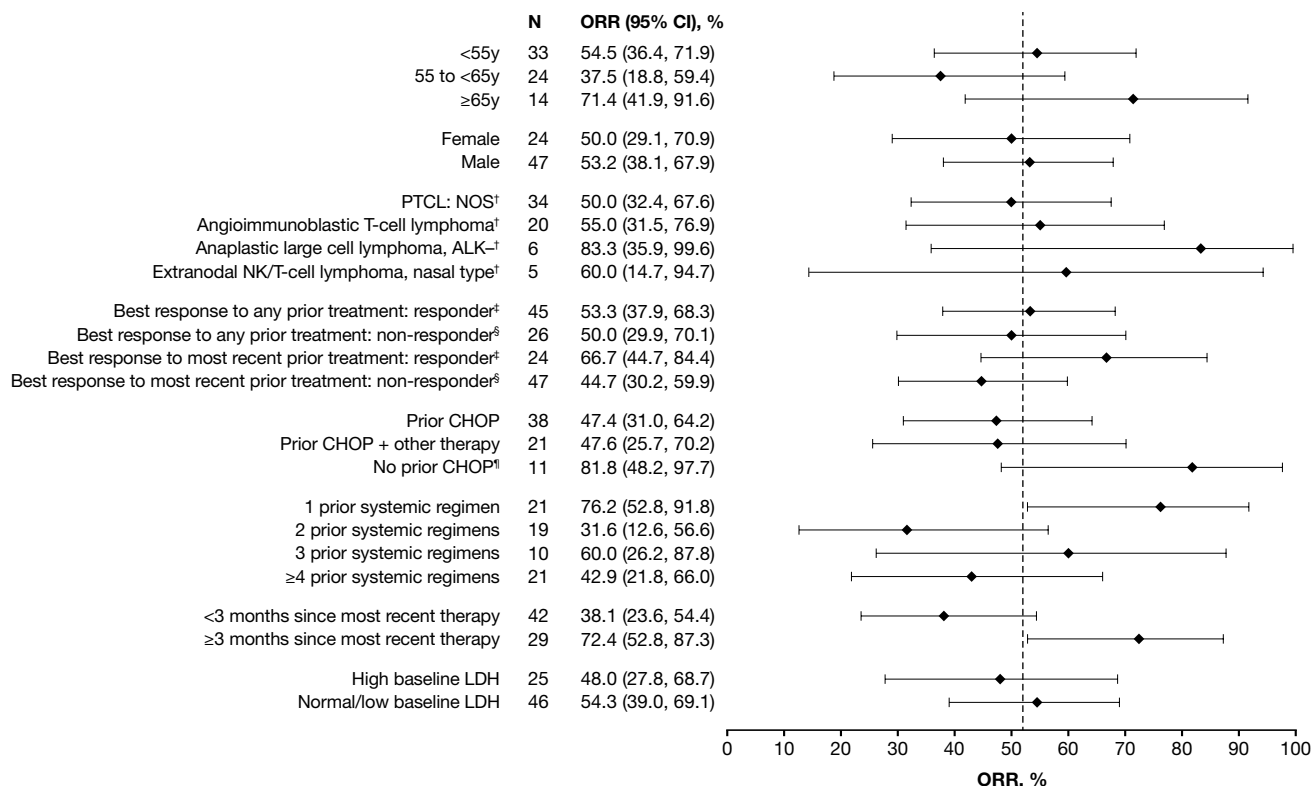 N ORR (95% CI), %
<55y 33 54.5 (36.4, 71.9)
55 to <65y 24 37.5 (18.8, 59.4)
≥65y 14 71.4 (41.9, 91.6)
Female 24 50.0 (29.1, 70.9)
Male 47 53.2 (38.1, 67.9)
PTCL: NOS† 34 50.0 (32.4, 67.6)
Angioimmunoblastic T-cell lymphoma† 20 55.0 (31.5, 76.9)
Anaplastic large cell lymphoma, ALK–† 6 83.3 (35.9, 99.6)
Extranodal NK/T-cell lymphoma, nasal type† 5 60.0 (14.7, 94.7)
Best response to any prior treatment: responder‡ 45 53.3 (37.9, 68.3)
Best response to any prior treatment: non-responder§ 26 50.0 (29.9, 70.1)
Best response to most recent prior treatment: responder‡ 24 66.7 (44.7, 84.4)
Best response to most recent prior treatment: non-responder§ 47 44.7 (30.2, 59.9)
Prior CHOP 38 47.4 (31.0, 64.2)
Prior CHOP + other therapy 21 47.6 (25.7, 70.2)
No prior CHOP¶ 11 81.8 (48.2, 97.7)
1 prior systemic regimen 21 76.2 (52.8, 91.8)
2 prior systemic regimens 19 31.6 (12.6, 56.6)
3 prior systemic regimens 10 60.0 (26.2, 87.8)
≥4 prior systemic regimens 21 42.9 (21.8, 66.0)
<3 months since most recent therapy 42 38.1 (23.6, 54.4)
≥3 months since most recent therapy 29 72.4 (52.8, 87.3)
High baseline LDH 25 48.0 (27.8, 68.7)
Normal/low baseline LDH 46 54.3 (39.0, 69.1)
0 10 20 30 40 50 60 70 80 90 100
ORR, %